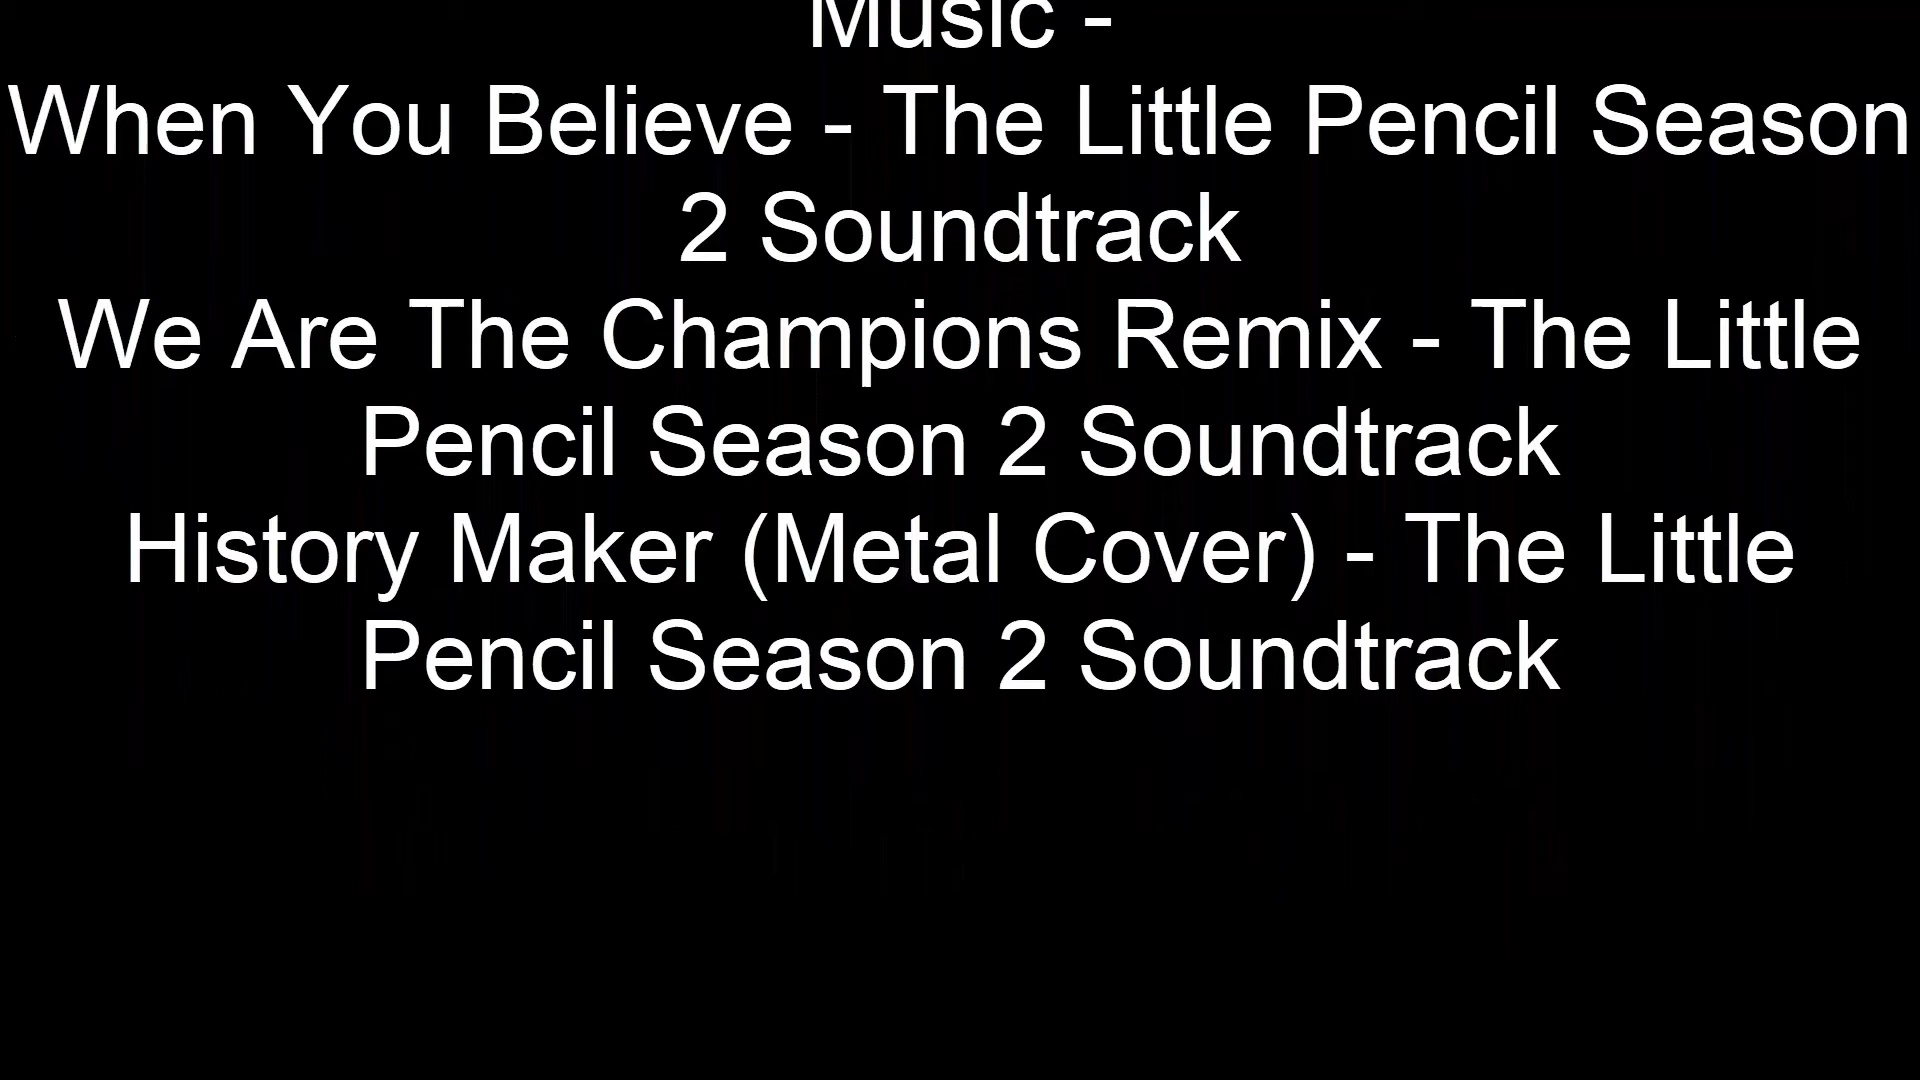 Music -
When You Believe - The Little Pencil Season
2 Soundtrack
We Are The Champions Remix - The Little
Pencil Season 2 Soundtrack
History Maker (Metal Cover) - The Little
Pencil Season 2 Soundtrack